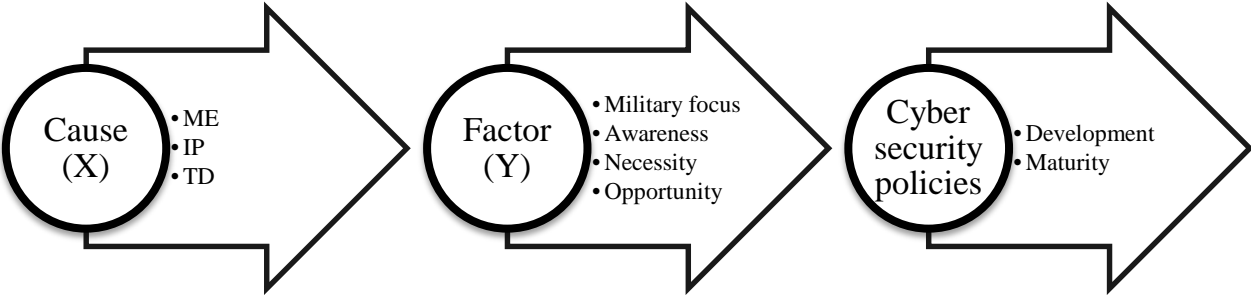 Cause
(X)
• ME
• IP
• TD
Factor
(Y)
• Military focus
• Awareness
• Necessity
• Opportunity
Cyber
security
policies
• Development
• Maturity